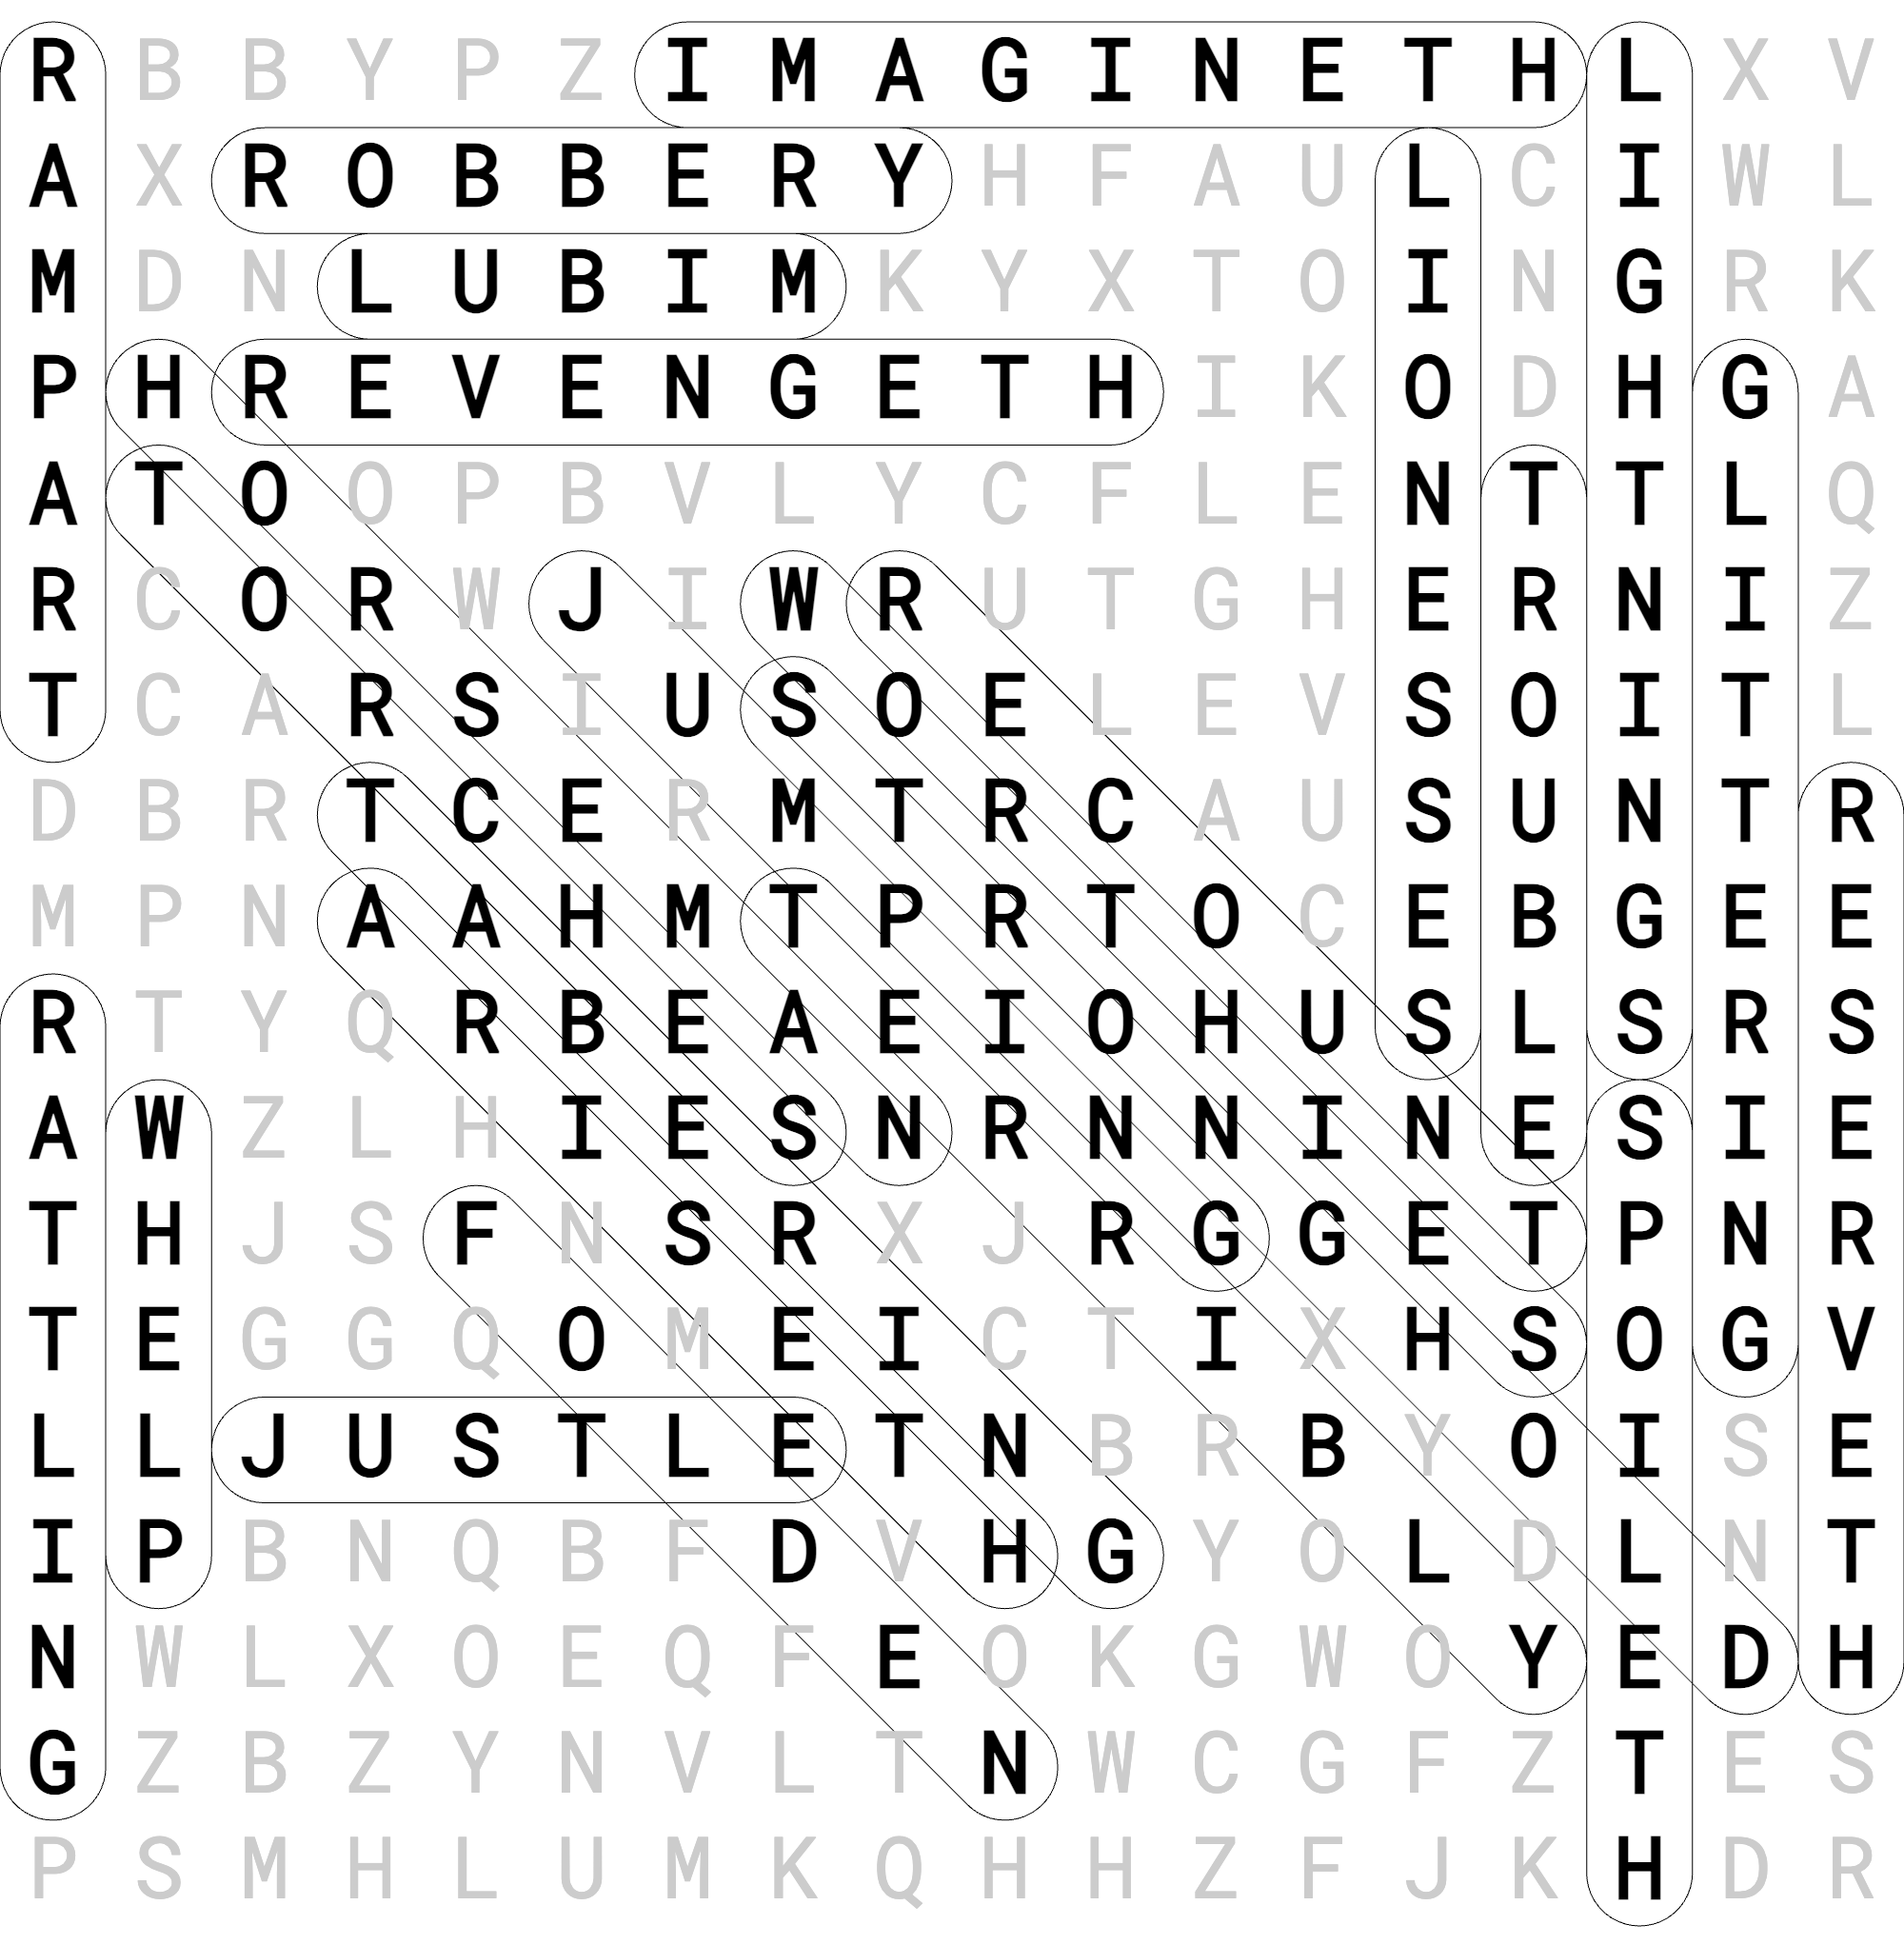 R B B Y P Z I M A G I N E T H L X V
A X R O B B E R Y H F A U L C I W L
M D N L U B I M K Y X T O I N G R K
P H R E V E N G E T H I K O D H G A
A T O O P B V L Y C F L E N T T L Q
R C O R W J I W R U T G H E R N I Z
T C A R S I U S O E L E V S O I T L
D B R T C E R M T R C A U S U N T R
M P N A A H M T P R T O C E B G E E
R T Y Q R B E A E I O H U S L S R S
A W Z L H I E S N R N N I N E S I E
T H J S F N S R X J R G G E T P N R
T E G G Q O M E I C T I X H S O G V
L L J U S T L E T N B R B Y O I S E
I P B N Q B F D V H G Y O L D L N T
N W L X O E Q F E O K G W O Y E D H
G Z B Z Y N V L T N W C G F Z T E S
P S M H L U M K Q H H Z F J K H D R